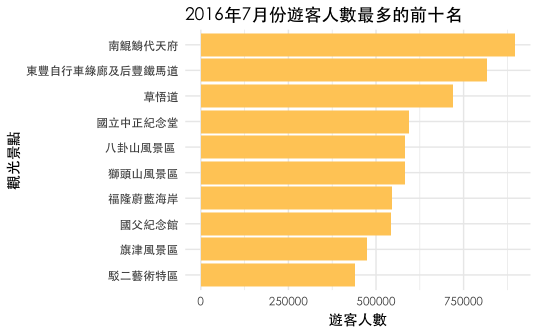 2016年7月份遊客人數最多的前十名
觀光景點
南鯤鯓代天府
東豐自行車綠廊及后豐鐵馬道
草悟道
國立中正紀念堂
八卦山風景區
獅頭山風景區
福隆蔚藍海岸
國父紀念館
旗津風景區
駁二藝術特區
0 250000 500000 750000
遊客人數